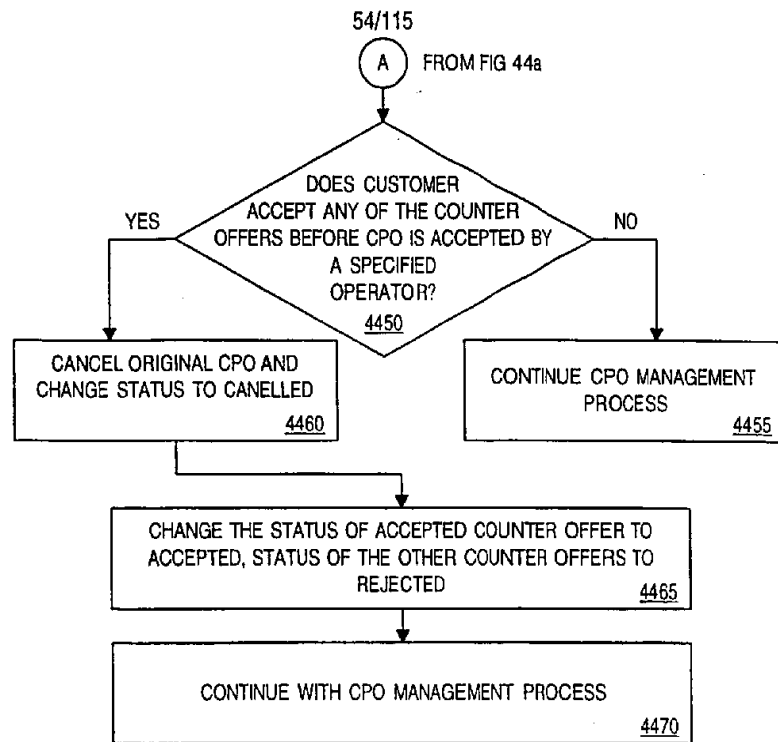 54/115
A FROM FIG 44a
DOES CUSTOMER
ACCEPT ANY OF THE COUNTER
OFFERS BEFORE CPO IS ACCEPTED BY
A SPECIFIED
OPERATOR?
4450
YES
NO
CANCEL ORIGINAL CPO AND
CHANGE STATUS TO CANELLED
4460
CONTINUE CPO MANAGEMENT
PROCESS
4455
CHANGE THE STATUS OF ACCEPTED COUNTER OFFER TO
ACCEPTED, STATUS OF THE OTHER COUNTER OFFERS TO
REJECTED
4465
CONTINUE WITH CPO MANAGEMENT PROCESS
4470